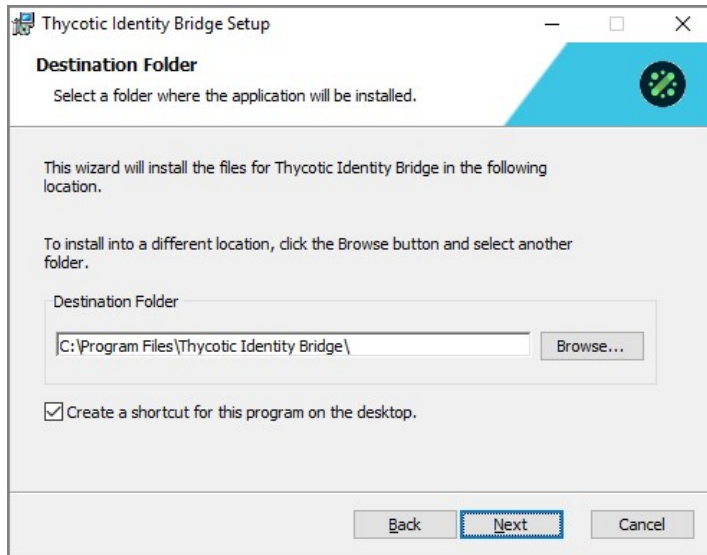 Thycotic Identity Bridge Setup
Destination Folder
Select a folder where the application will be installed.
This wizard will install the files for Thycotic Identity Bridge in the following
location.
To install into a different location, click the Browse button and select another
folder.
Destination Folder
C:\Program Files\Thycotic Identity Bridge\
Browse...
Create a shortcut for this program on the desktop.
Back
Next
Cancel